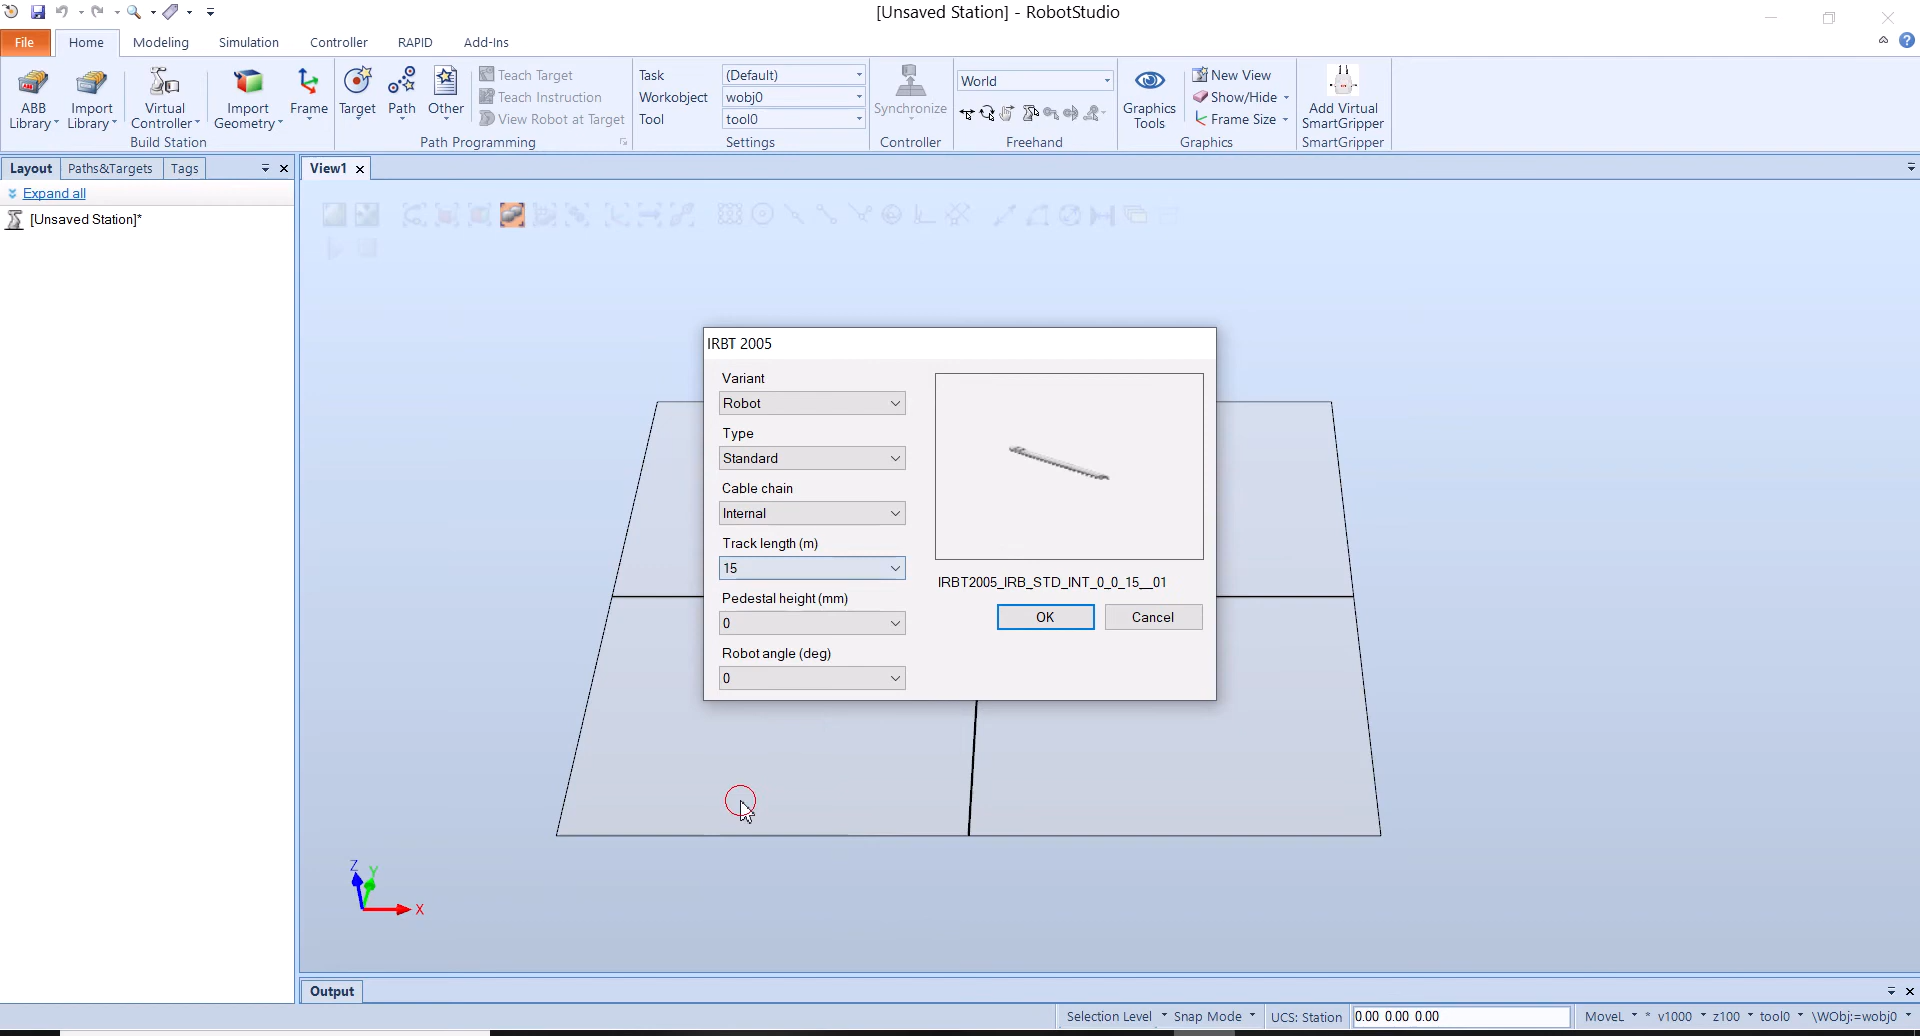 [Unsaved Station] - RobotStudio
File Home Modeling Simulation Controller RAPID Add-Ins
ABB Library Import Library Virtual Controller Import Geometry Frame
Build Station
Target Path Other Teach Target
Teach Instruction
View Robot at Target
Path Programming
Task (Default)
Workobject wobj0
Tool tool0
Settings
Synchronize
Controller
World
Freehand
Graphics Tools New View
Show/Hide
Frame Size
Graphics
Add Virtual SmartGripper
SmartGripper
Layout Paths&Targets Tags
View1
Expand all
[Unsaved Station]*
IRBT 2005
Variant
Robot
Type
Standard
Cable chain
Internal
Track length (m)
15
Pedestal height (mm)
0
Robot angle (deg)
0
IRBT2005_IRB_STD_INT_0_0_15__01
OK Cancel
Z
Y
X
Output
Selection Level Snap Mode UCS: Station 0.00 0.00 0.00 MoveL * v1000 z100 tool0 \WObj:=wobj0